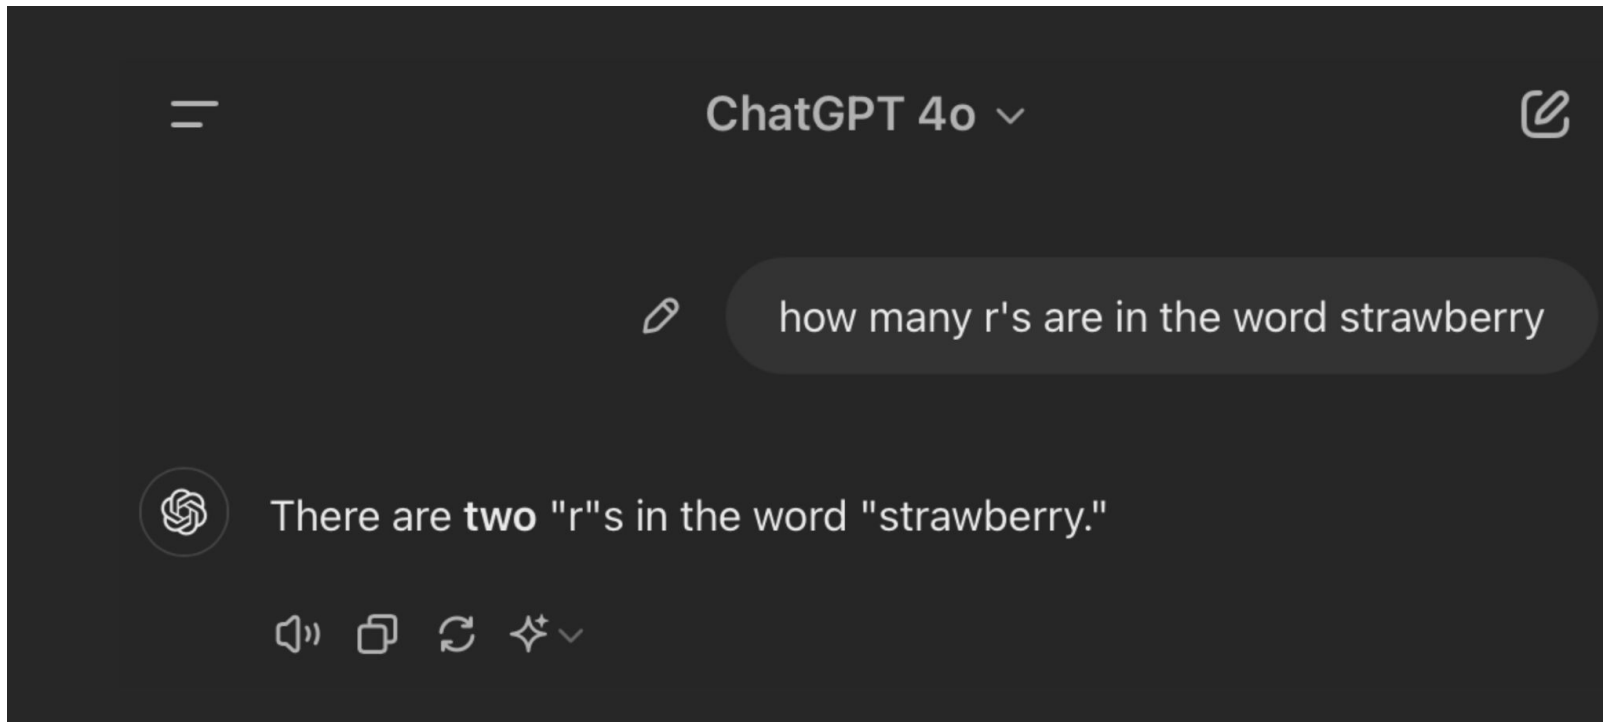 ChatGPT 4o
how many r's are in the word strawberry
There are two "r"s in the word "strawberry."